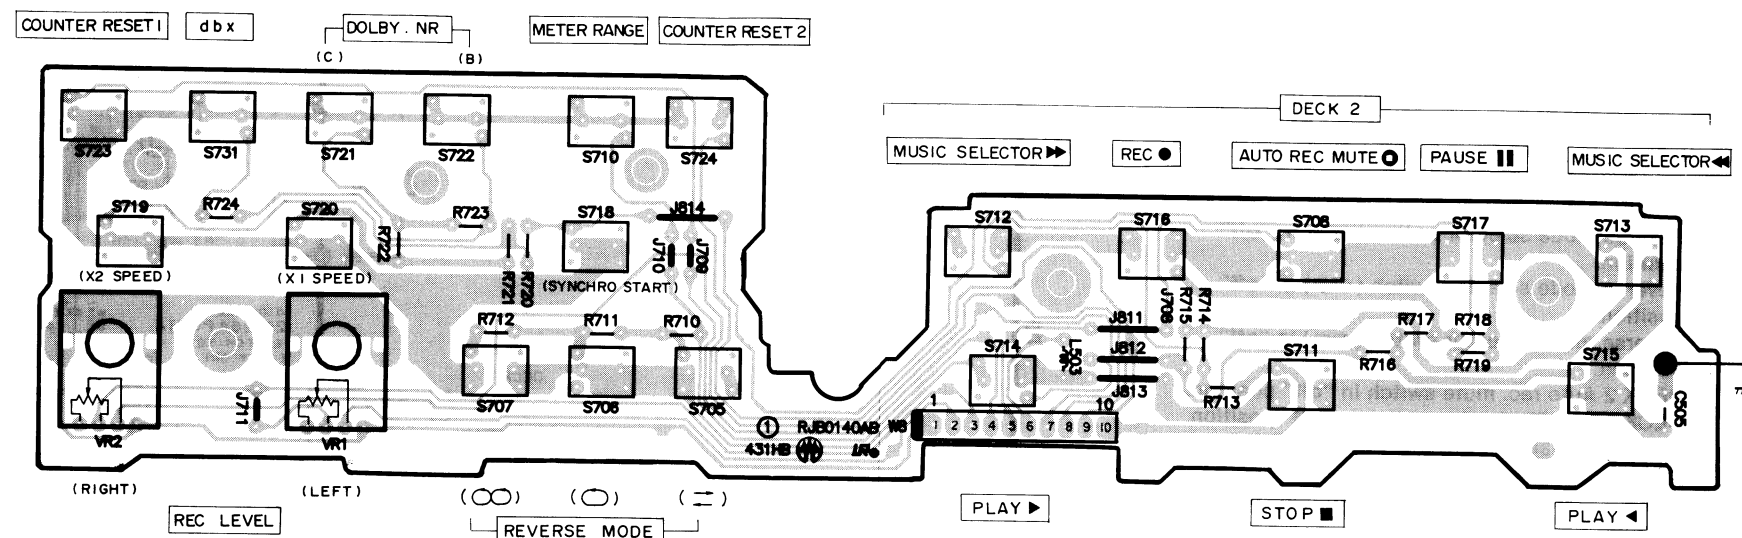 COUNTER RESET 1
dbx
DOLBY . NR
METER RANGE
COUNTER RESET 2
(C)
(B)
DECK 2
MUSIC SELECTOR ▶▶
REC ●
AUTO REC MUTE
PAUSE ▮▮
MUSIC SELECTOR ◀◀
S723
S731
S721
S722
S710
S724
S719
R724
S720
R722
R723
S718
J814
(X2 SPEED)
(X1 SPEED)
R721
R720
(SYNCHRO START)
J710
J709
S712
S716
S708
S717
S713
J708
R715
R714
R712
R711
R710
J811
R717
R718
S714
L503
J812
S711
R716
R719
S715
J813
R713
C505
S707
S706
S705
J711
VR2
VR1
1
10
1 2 3 4 5 6 7 8 9 10
1
RJB0140AB
W8
431HB
(RIGHT)
(LEFT)
REC LEVEL
REVERSE MODE
PLAY ▶
STOP ■
PLAY ◀